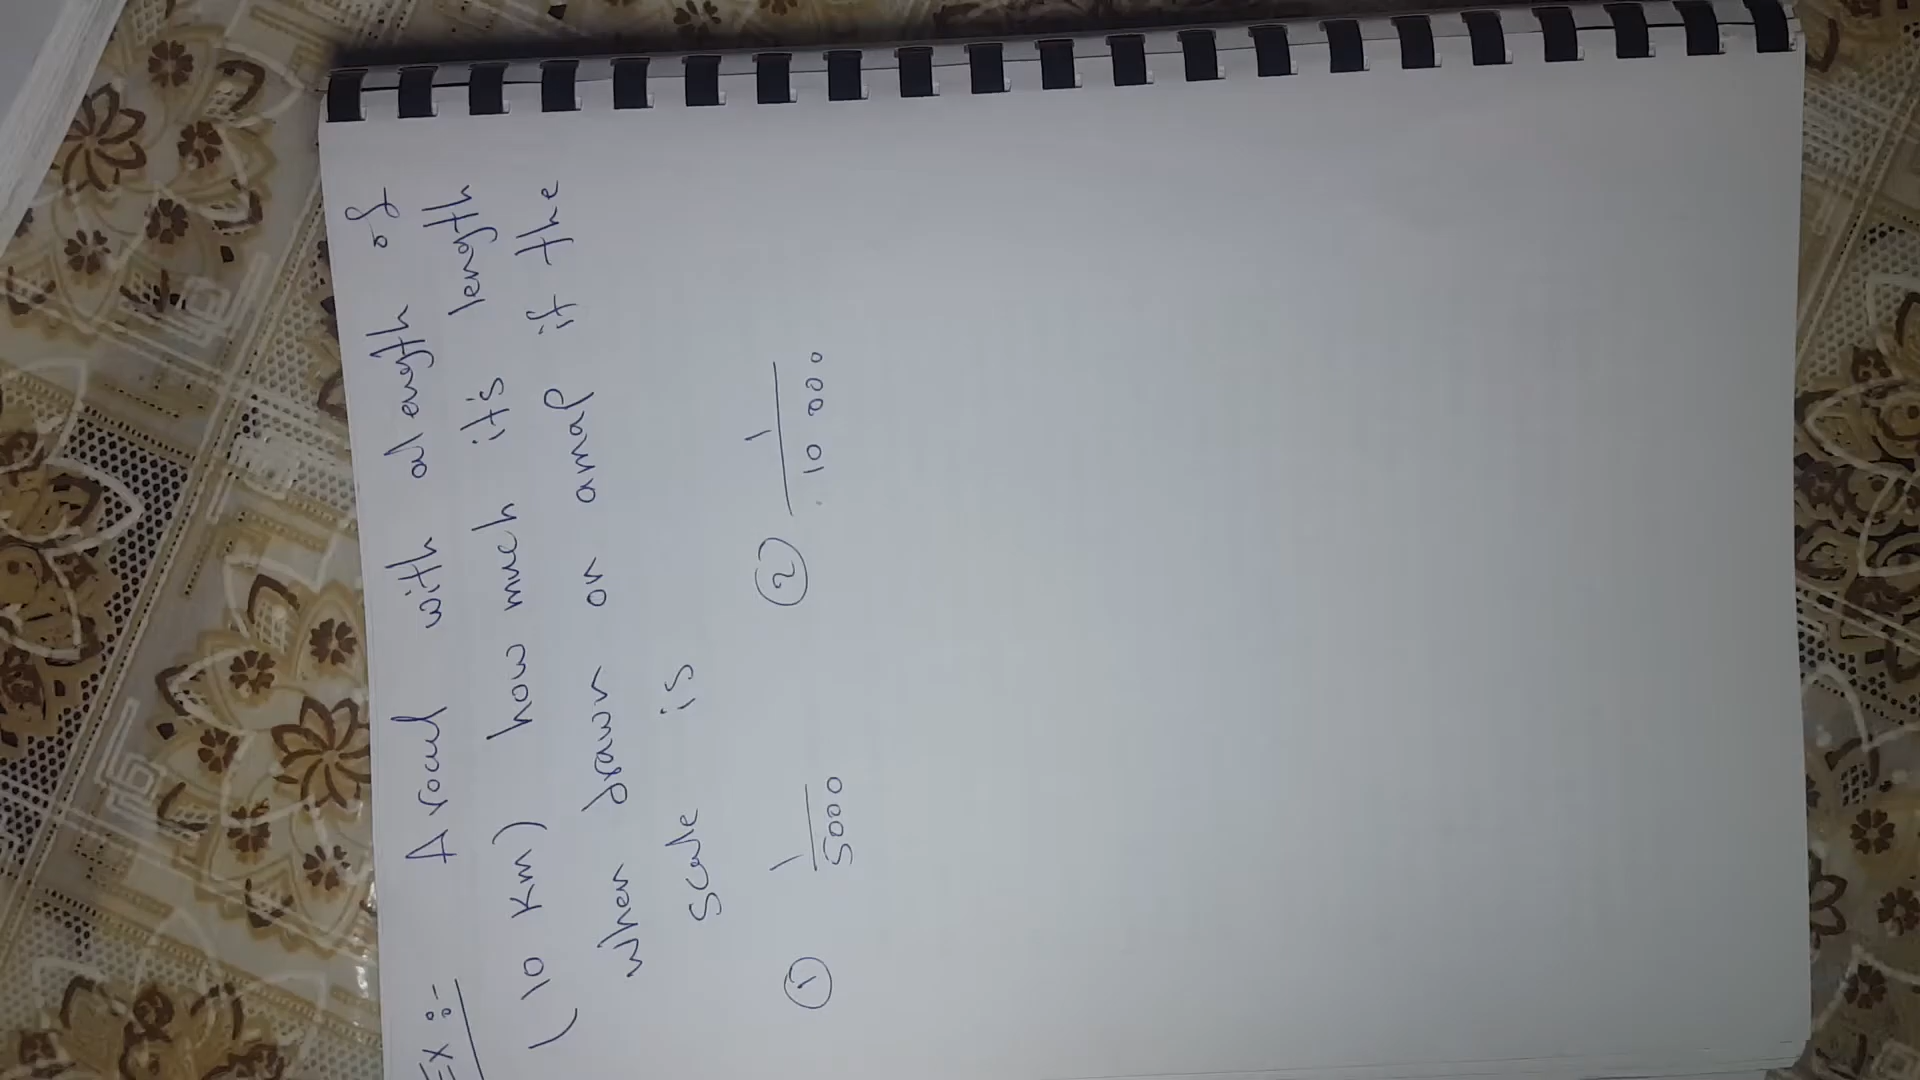 Ex :-   A road with a length of
(10 Km) how much it's length
when drawn on amap if the
scale is
① 1/5000   ② 1/10 000